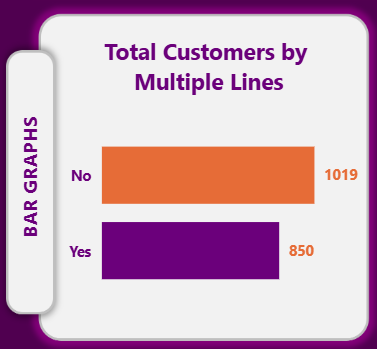 Total Customers by
Multiple Lines
BAR GRAPHS
No 1019
Yes 850